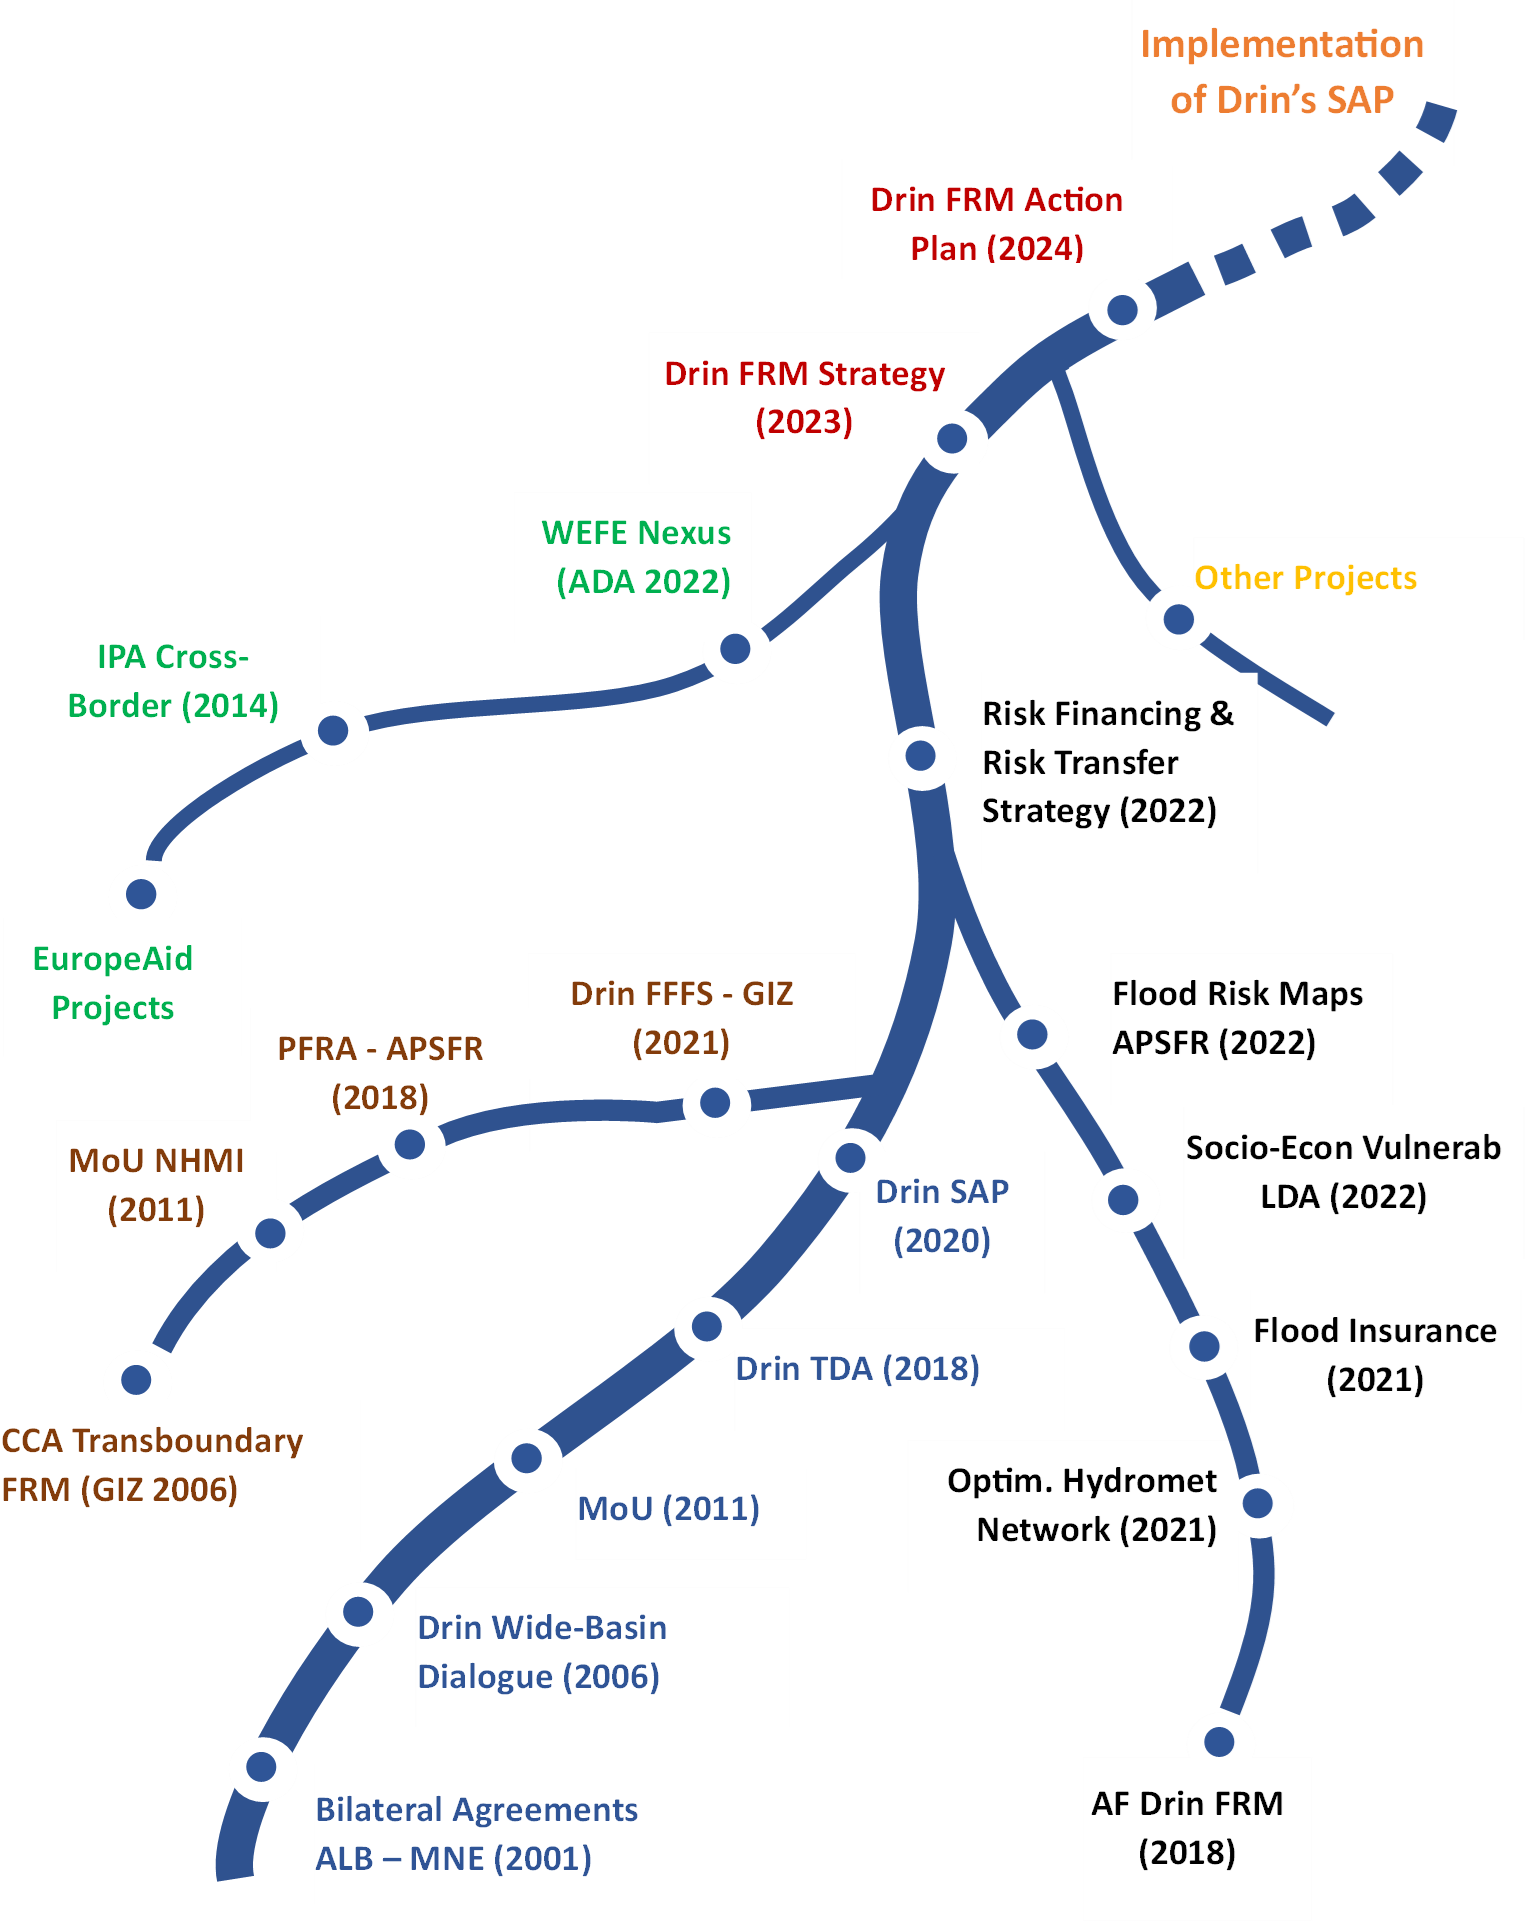 Implementation
of Drin’s SAP
Drin FRM Action
Plan (2024)
Drin FRM Strategy
(2023)
WEFE Nexus
(ADA 2022)
Other Projects
IPA Cross-
Border (2014)
Risk Financing &
Risk Transfer
Strategy (2022)
EuropeAid
Projects
Drin FFFS - GIZ
(2021)
Flood Risk Maps
APSFR (2022)
PFRA - APSFR
(2018)
MoU NHMI
(2011)
Socio-Econ Vulnerab
LDA (2022)
Drin SAP
(2020)
Flood Insurance
(2021)
Drin TDA (2018)
CCA Transboundary
FRM (GIZ 2006)
MoU (2011)
Optim. Hydromet
Network (2021)
Drin Wide-Basin
Dialogue (2006)
Bilateral Agreements
ALB – MNE (2001)
AF Drin FRM
(2018)